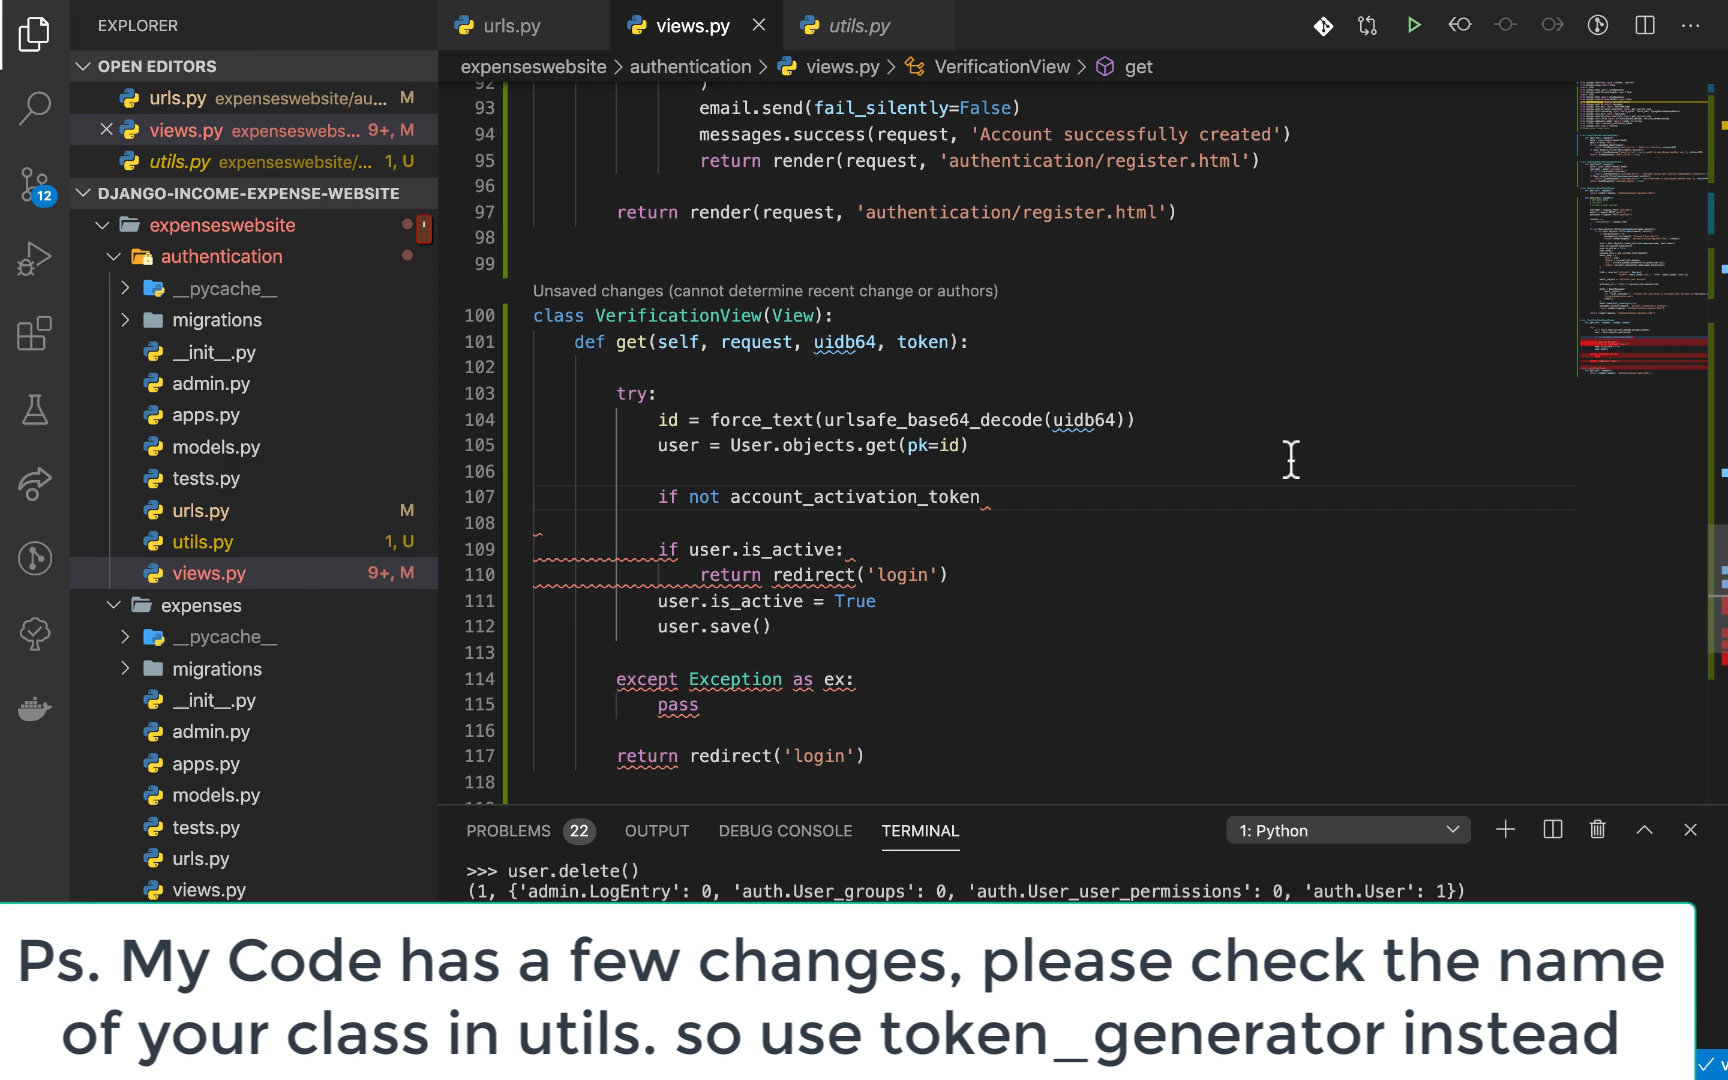 EXPLORER
urls.py
views.py
utils.py
OPEN EDITORS
expenseswebsite
authentication
views.py
VerificationView
get
urls.py expenseswebsite/au... M
views.py expenseswebs... 9+, M
utils.py expenseswebsite/... 1, U
DJANGO-INCOME-EXPENSE-WEBSITE
expenseswebsite
authentication
__pycache__
migrations
__init__.py
admin.py
apps.py
models.py
tests.py
urls.py M
utils.py 1, U
views.py 9+, M
expenses
__pycache__
migrations
__init__.py
admin.py
apps.py
models.py
tests.py
urls.py
views.py
12
92 )
93 email.send(fail_silently=False)
94 messages.success(request, 'Account successfully created')
95 return render(request, 'authentication/register.html')
96
97 return render(request, 'authentication/register.html')
98
99
Unsaved changes (cannot determine recent change or authors)
100 class VerificationView(View):
101 def get(self, request, uidb64, token):
102
103 try:
104 id = force_text(urlsafe_base64_decode(uidb64))
105 user = User.objects.get(pk=id)
106
107 if not account_activation_token
108
109 if user.is_active:
110 return redirect('login')
111 user.is_active = True
112 user.save()
113
114 except Exception as ex:
115 pass
116
117 return redirect('login')
118
PROBLEMS 22 OUTPUT DEBUG CONSOLE TERMINAL 1: Python
>>> user.delete()
(1, {'admin.LogEntry': 0, 'auth.User_groups': 0, 'auth.User_user_permissions': 0, 'auth.User': 1})
Ps. My Code has a few changes, please check the name
of your class in utils. so use token_generator instead